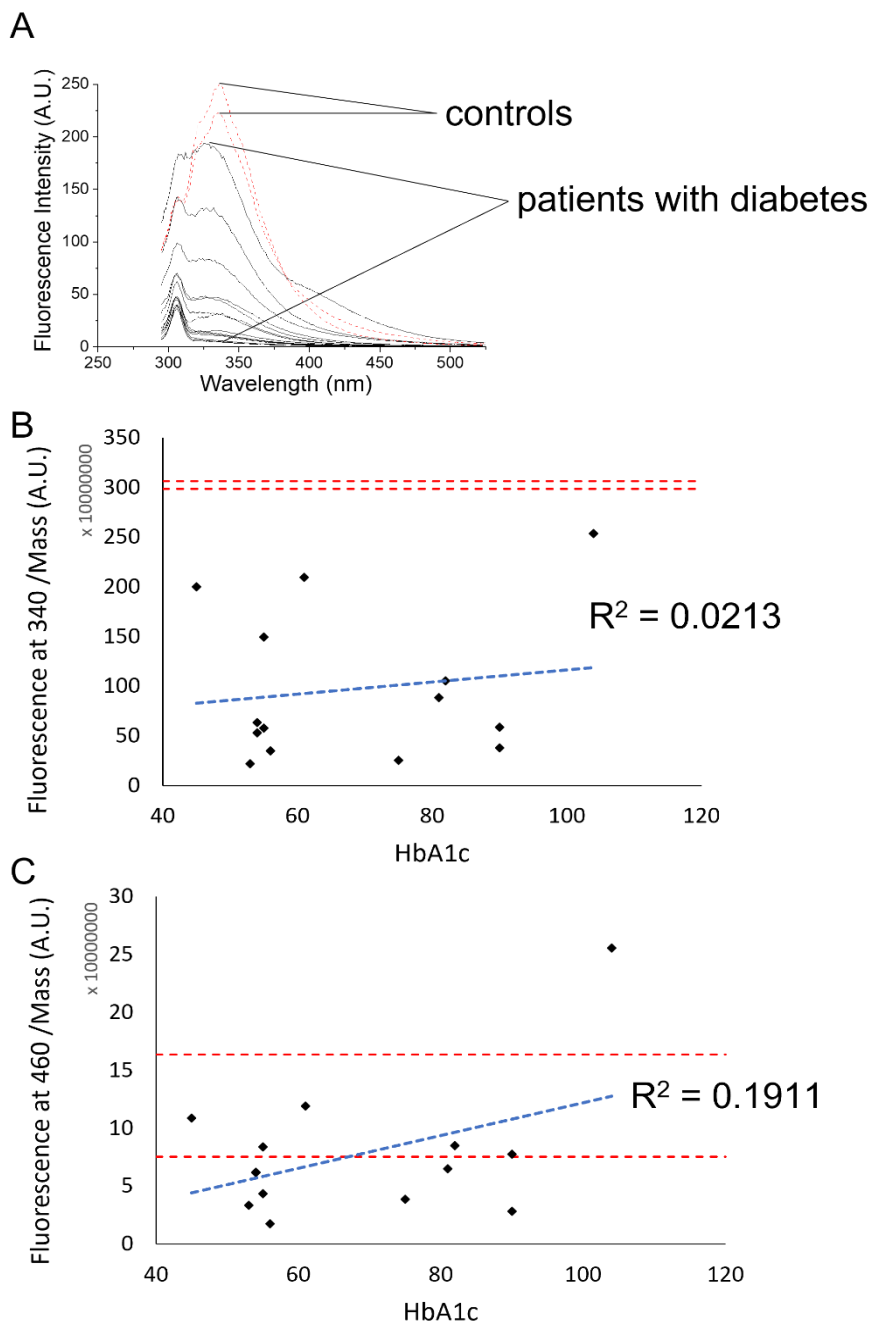 A
Fluorescence Intensity (A.U.)
250
200
150
100
50
0
controls
patients with diabetes
250 300 350 400 450 500
Wavelength (nm)
B
Fluorescence at 340 /Mass (A.U.)
x 10000000
350
300
250
200
150
100
50
0
R² = 0.0213
40 60 80 100 120
HbA1c
C
Fluorescence at 460 /Mass (A.U.)
x 10000000
30
25
20
15
10
5
0
R² = 0.1911
40 60 80 100 120
HbA1c